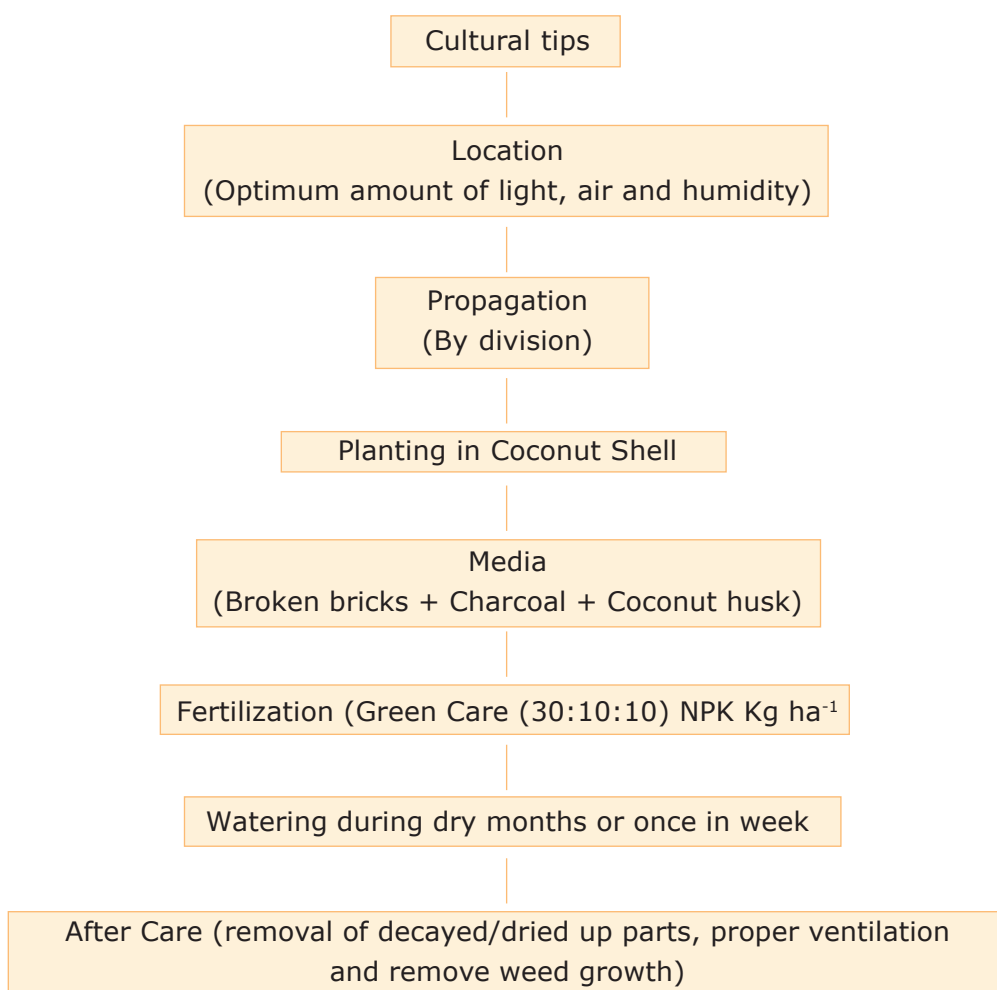 Cultural tips
Location
(Optimum amount of light, air and humidity)
Propagation
(By division)
Planting in Coconut Shell
Media
(Broken bricks + Charcoal + Coconut husk)
Fertilization (Green Care (30:10:10) NPK Kg ha⁻¹
Watering during dry months or once in week
After Care (removal of decayed/dried up parts, proper ventilation
and remove weed growth)